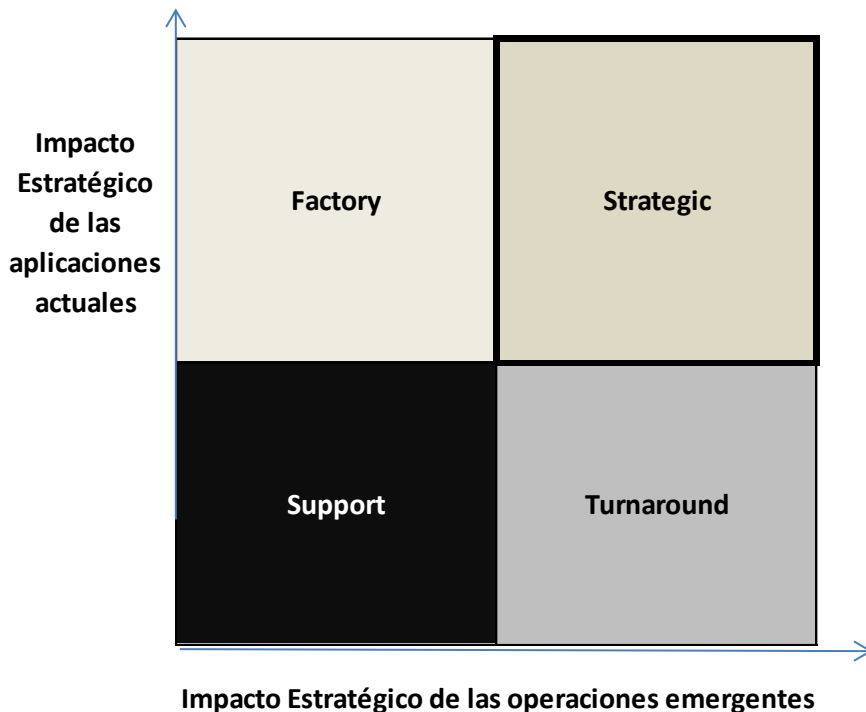 Impacto
Estratégico
de las
aplicaciones
actuales
Factory
Strategic
Support
Turnaround
Impacto Estratégico de las operaciones emergentes